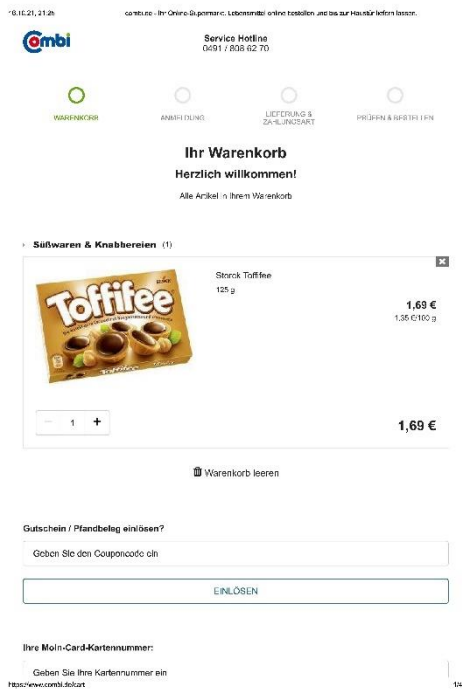 18.10.21, 21:25 combi.de - Ihr Online-Supermarkt. Lebensmittel online bestellen und bis zur Haustür liefern lassen.
Combi
Service Hotline
0491 / 808 62 70
WARENKORB
ANMELDUNG
LIEFERUNG &
ZAHLUNGSART
PRÜFEN & BESTELLEN
Ihr Warenkorb
Herzlich willkommen!
Alle Artikel in Ihrem Warenkorb
Süßwaren & Knabbereien (1)
Toffifee
Toffifee
Storck Toffifee
125 g
1,69 €
1,35 €/100 g
− 1 +
1,69 €
Warenkorb leeren
Gutschein / Pfandbeleg einlösen?
Geben Sie den Couponcode ein
EINLÖSEN
Ihre Moin-Card-Kartennummer:
Geben Sie Ihre Kartennummer ein
https://www.combi.de/cart 1/4